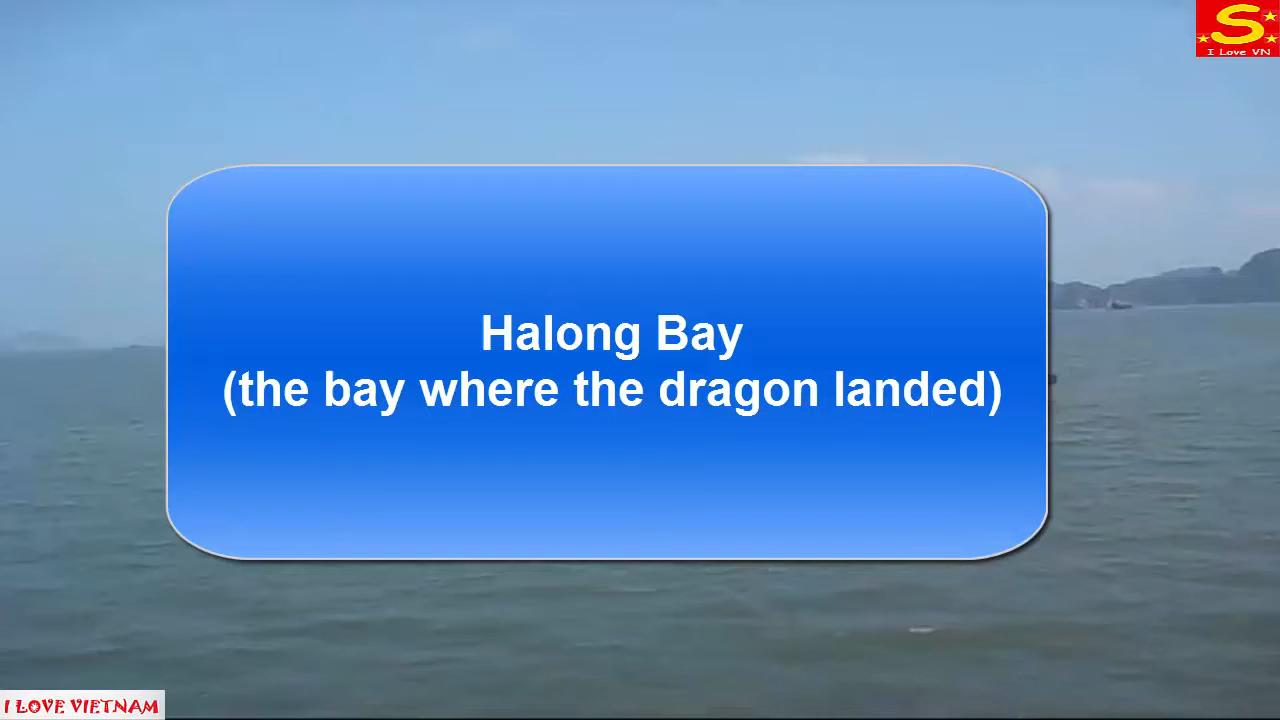 S
I Love VN
Halong Bay
(the bay where the dragon landed)
I LOVE VIETNAM